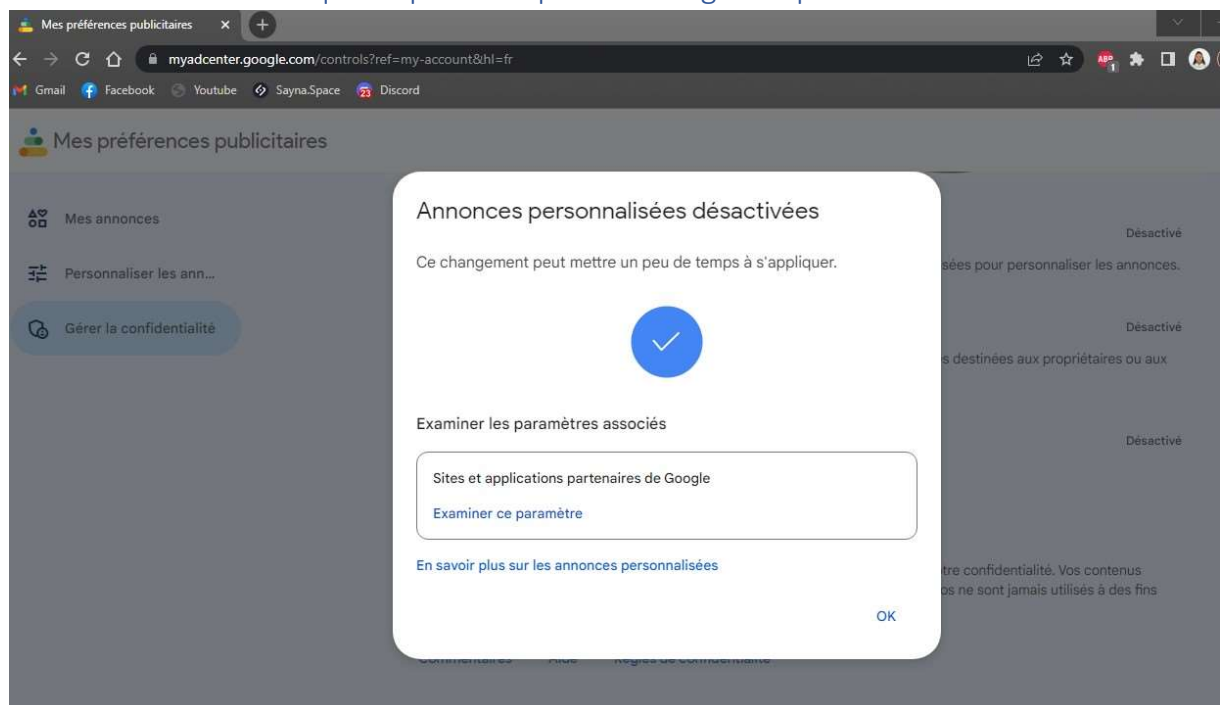 Mes préférences publicitaires
myadcenter.google.com/controls?ref=my-account&hl=fr
ABP
1
Gmail Facebook Youtube Sayna.Space 23 Discord
Mes préférences publicitaires
Mes annonces
Personnaliser les ann...
Gérer la confidentialité
Annonces personnalisées désactivées
Ce changement peut mettre un peu de temps à s'appliquer.
Examiner les paramètres associés
Sites et applications partenaires de Google
Examiner ce paramètre
En savoir plus sur les annonces personnalisées
OK
Désactivé
sées pour personnaliser les annonces.
Désactivé
s destinées aux propriétaires ou aux
Désactivé
tre confidentialité. Vos contenus
os ne sont jamais utilisés à des fins